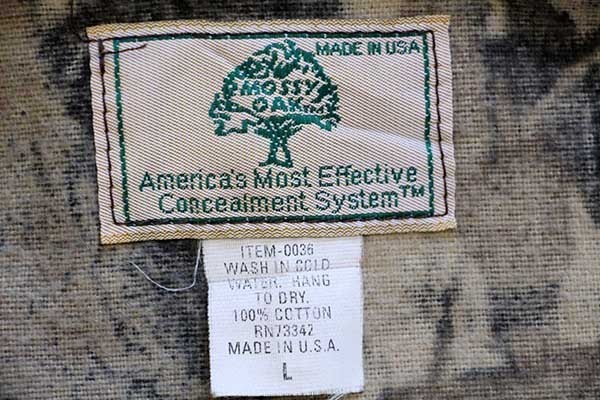 MADE IN USA
MOSSY
OAK
America's Most Effective
Concealment System™
ITEM-0036
WASH IN COLD
WATER. HANG
TO DRY.
100% COTTON
RN73342
MADE IN U.S.A.
L